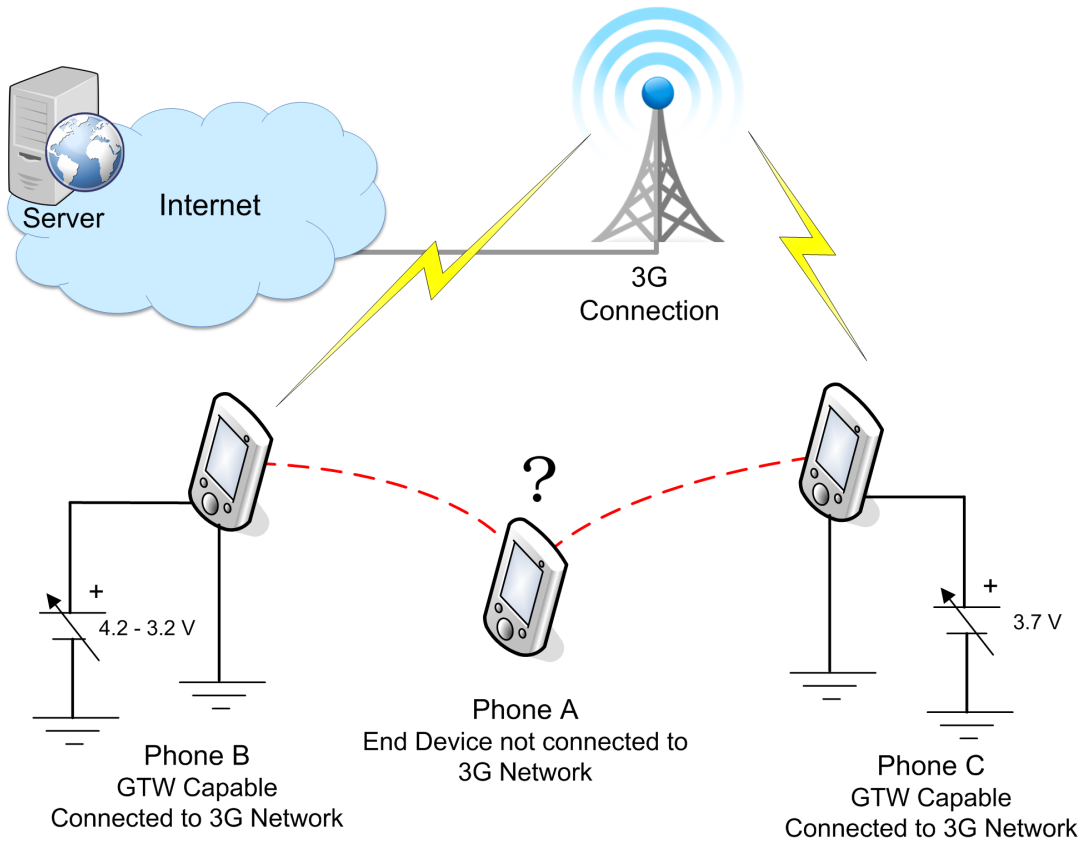 Server
Internet
3G
Connection
?
+
4.2 - 3.2 V
+
3.7 V
Phone A
End Device not connected to
3G Network
Phone B
GTW Capable
Connected to 3G Network
Phone C
GTW Capable
Connected to 3G Network